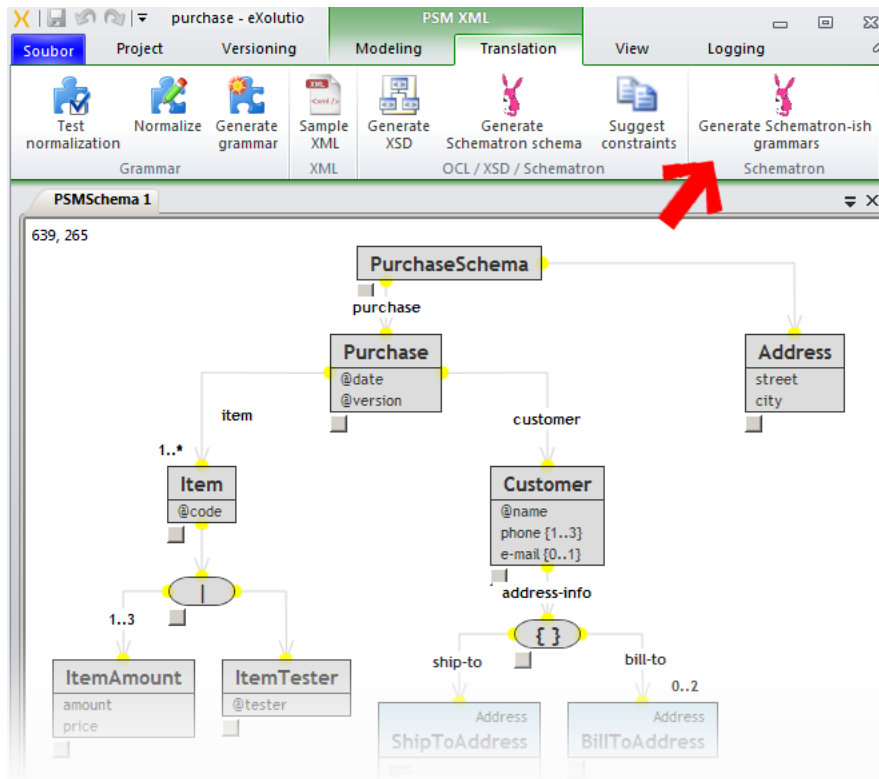 purchase - eXolutio
PSM XML
Soubor Project Versioning Modeling Translation View Logging
Test normalization
Normalize
Generate grammar
Sample XML
Generate XSD
Generate Schematron schema
Suggest constraints
Generate Schematron-ish grammars
Grammar XML OCL / XSD / Schematron Schematron
PSMSchema 1
639, 265
PurchaseSchema
purchase
Purchase
@date
@version
Address
street
city
item
customer
1..*
Item
@code
Customer
@name
phone {1..3}
e-mail {0..1}
address-info
|
{ }
1..3
ship-to
bill-to
0..2
ItemAmount
amount
price
ItemTester
@tester
Address
ShipToAddress
gps
Address
BillToAddress